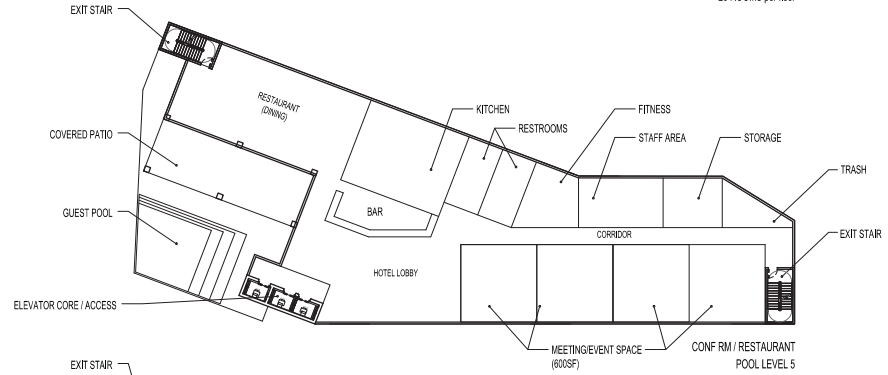 EXIT STAIR
KITCHEN
FITNESS
RESTROOMS
STAFF AREA
STORAGE
RESTAURANT
(DINING)
COVERED PATIO
TRASH
GUEST POOL
BAR
CORRIDOR
EXIT STAIR
HOTEL LOBBY
ELEVATOR CORE / ACCESS
MEETING/EVENT SPACE
(600SF)
CONF RM / RESTAURANT
POOL LEVEL 5
EXIT STAIR